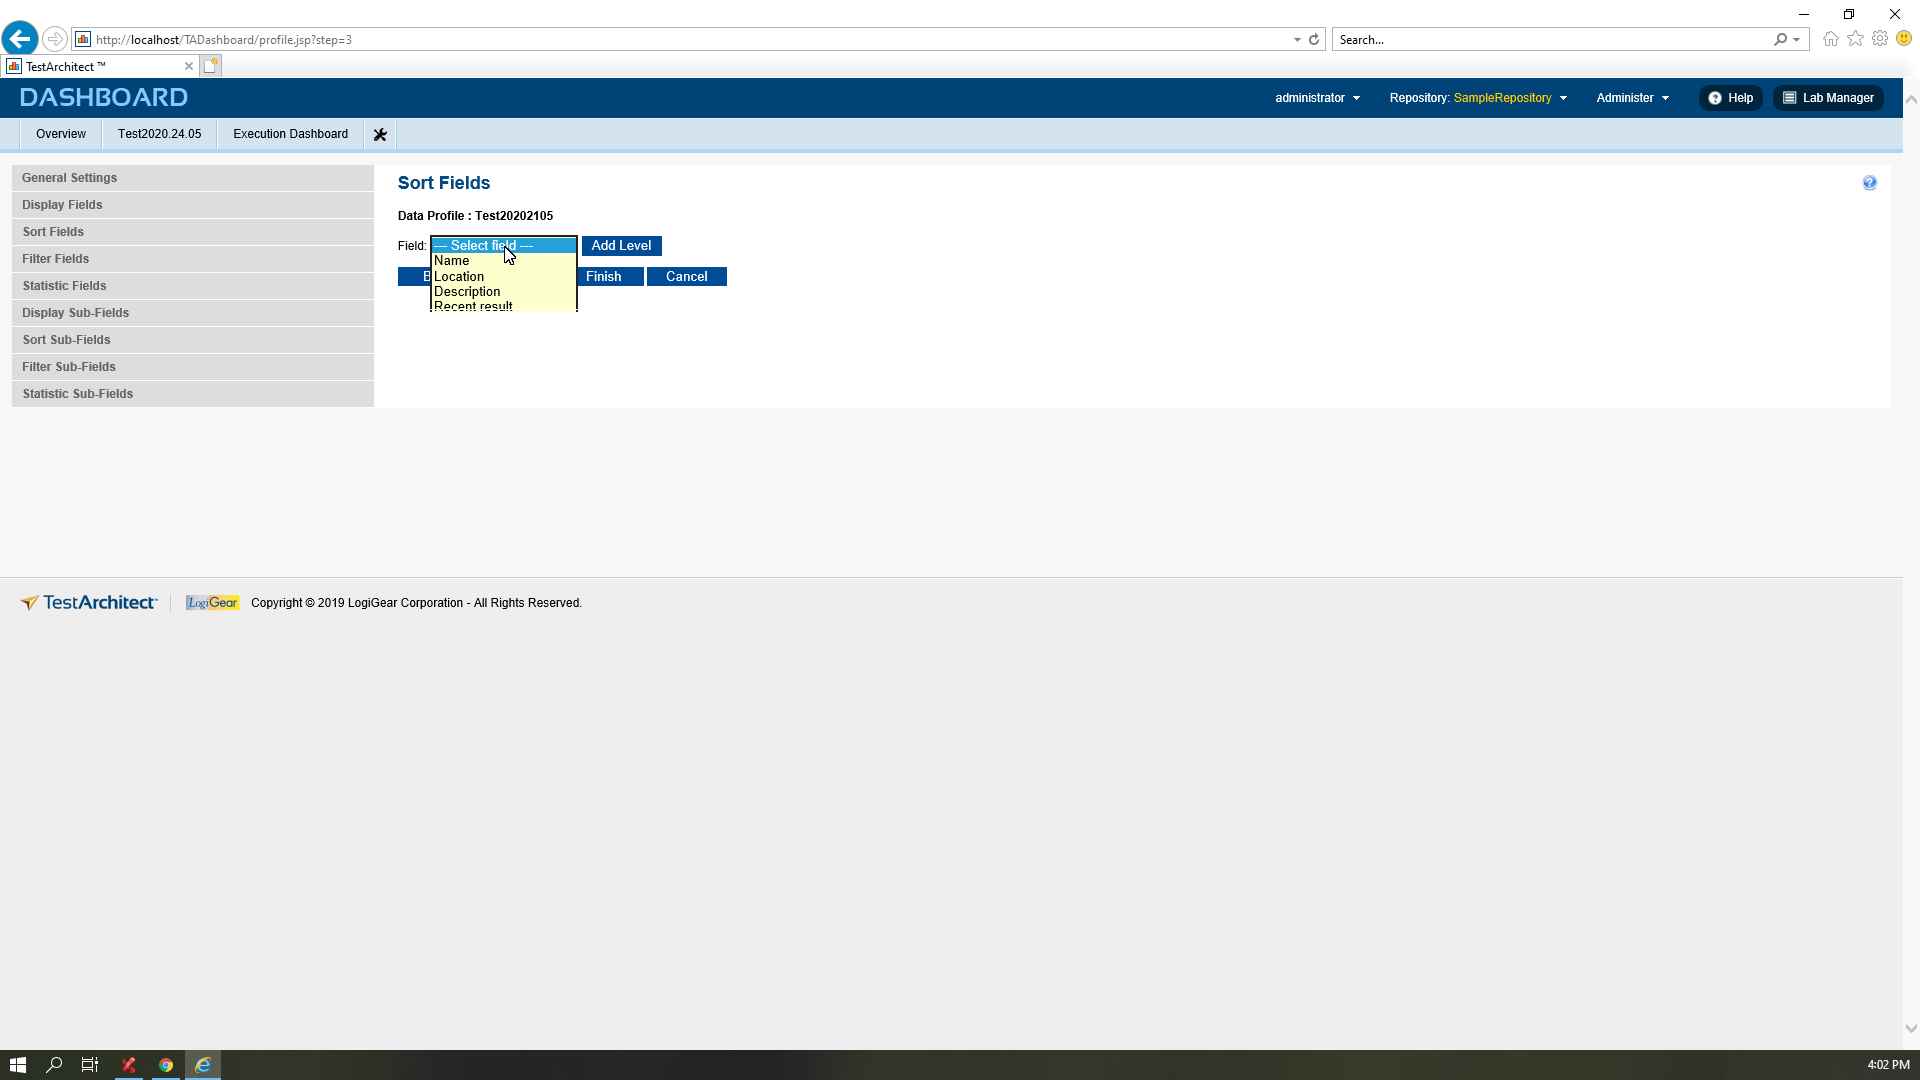 http://localhost/TADashboard/profile.jsp?step=3
Search...
TestArchitect ™
DASHBOARD
administrator
Repository: SampleRepository
Administer
Help
Lab Manager
Overview
Test2020.24.05
Execution Dashboard
General Settings
Display Fields
Sort Fields
Filter Fields
Statistic Fields
Display Sub-Fields
Sort Sub-Fields
Filter Sub-Fields
Statistic Sub-Fields
Sort Fields
Data Profile : Test20202105
Field: --- Select field --- Add Level
Name
Location
Description
Recent result
Finish Cancel
TestArchitect™ LogiGear Copyright © 2019 LogiGear Corporation - All Rights Reserved.
4:02 PM